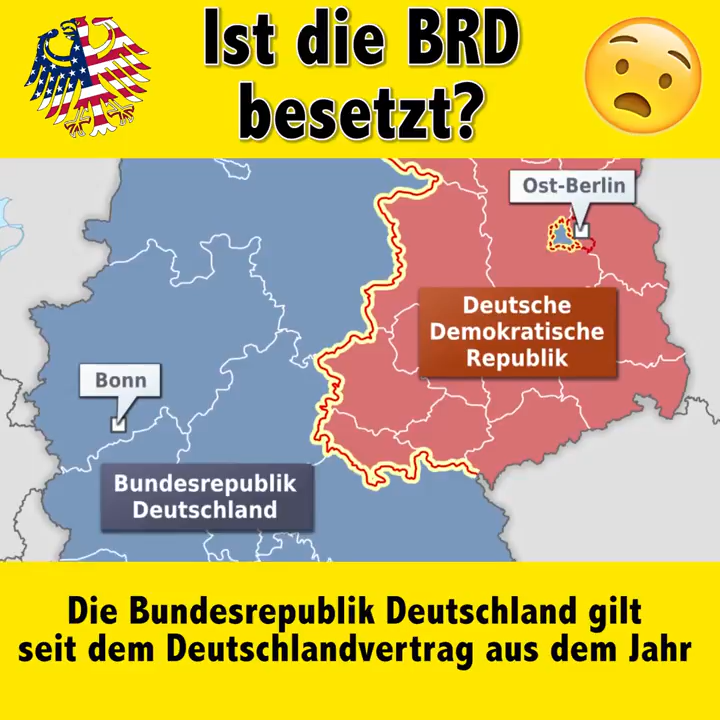 Ist die BRD
besetzt?
Ost-Berlin
Deutsche
Demokratische
Republik
Bonn
Bundesrepublik
Deutschland
Die Bundesrepublik Deutschland gilt
seit dem Deutschlandvertrag aus dem Jahr